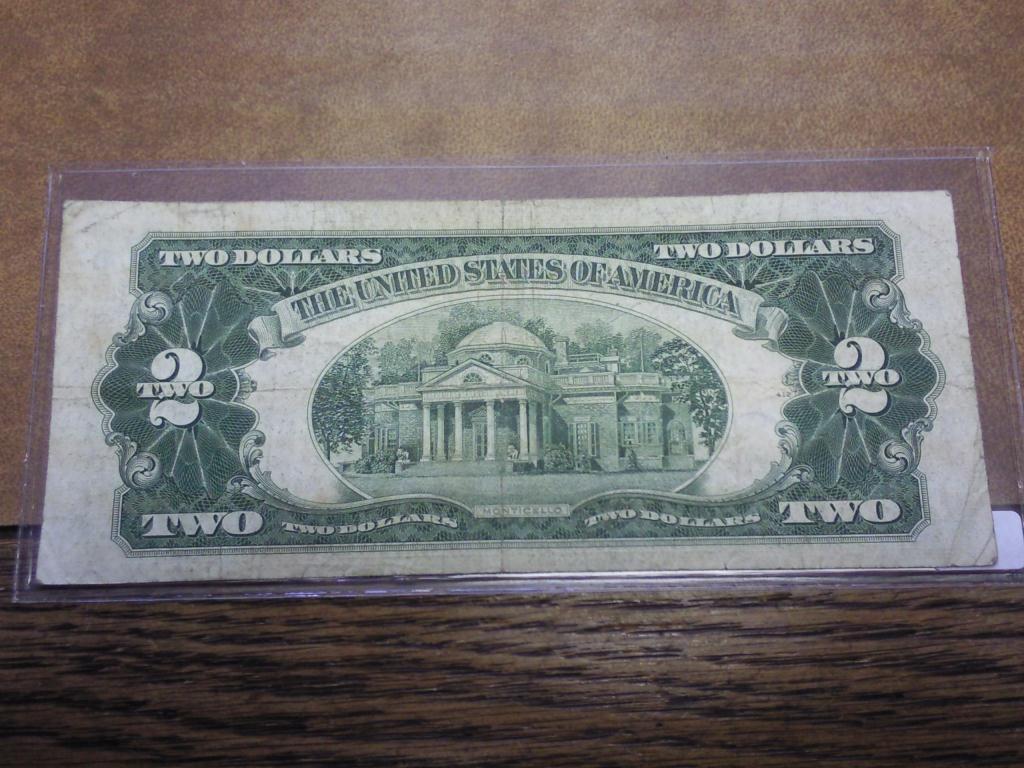 TWO DOLLARS TWO DOLLARS
THE UNITED STATES OF AMERICA
2 TWO
2 TWO
MONTICELLO
TWO TWO DOLLARS TWO DOLLARS TWO